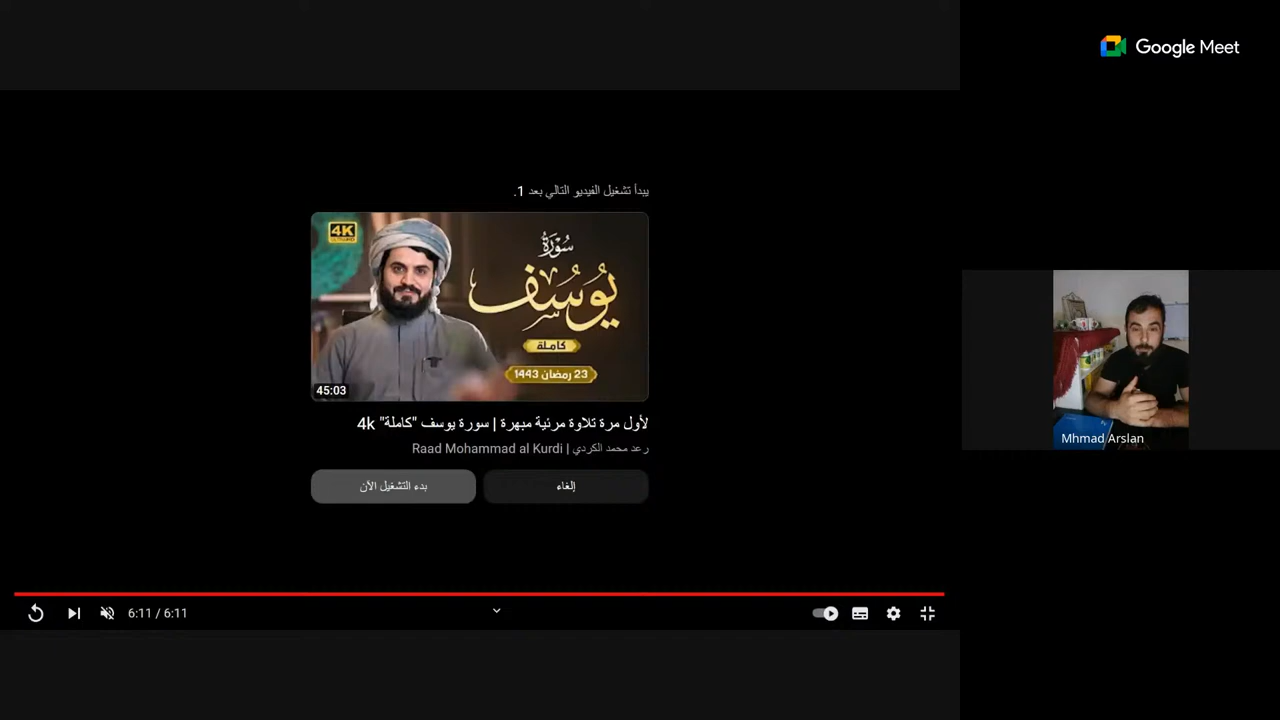 Google Meet
يبدأ تشغيل الفيديو التالي بعد 1.
4K
سُورَةُ
يُوسُف
كاملة
23 رمضان 1443
45:03
لأول مرة تلاوة مرئية مبهرة | سورة يوسف "كاملة" 4k
رعد محمد الكردي | Raad Mohammad al Kurdi
إلغاء
بدء التشغيل الآن
Mhmad Arslan
6:11 / 6:11